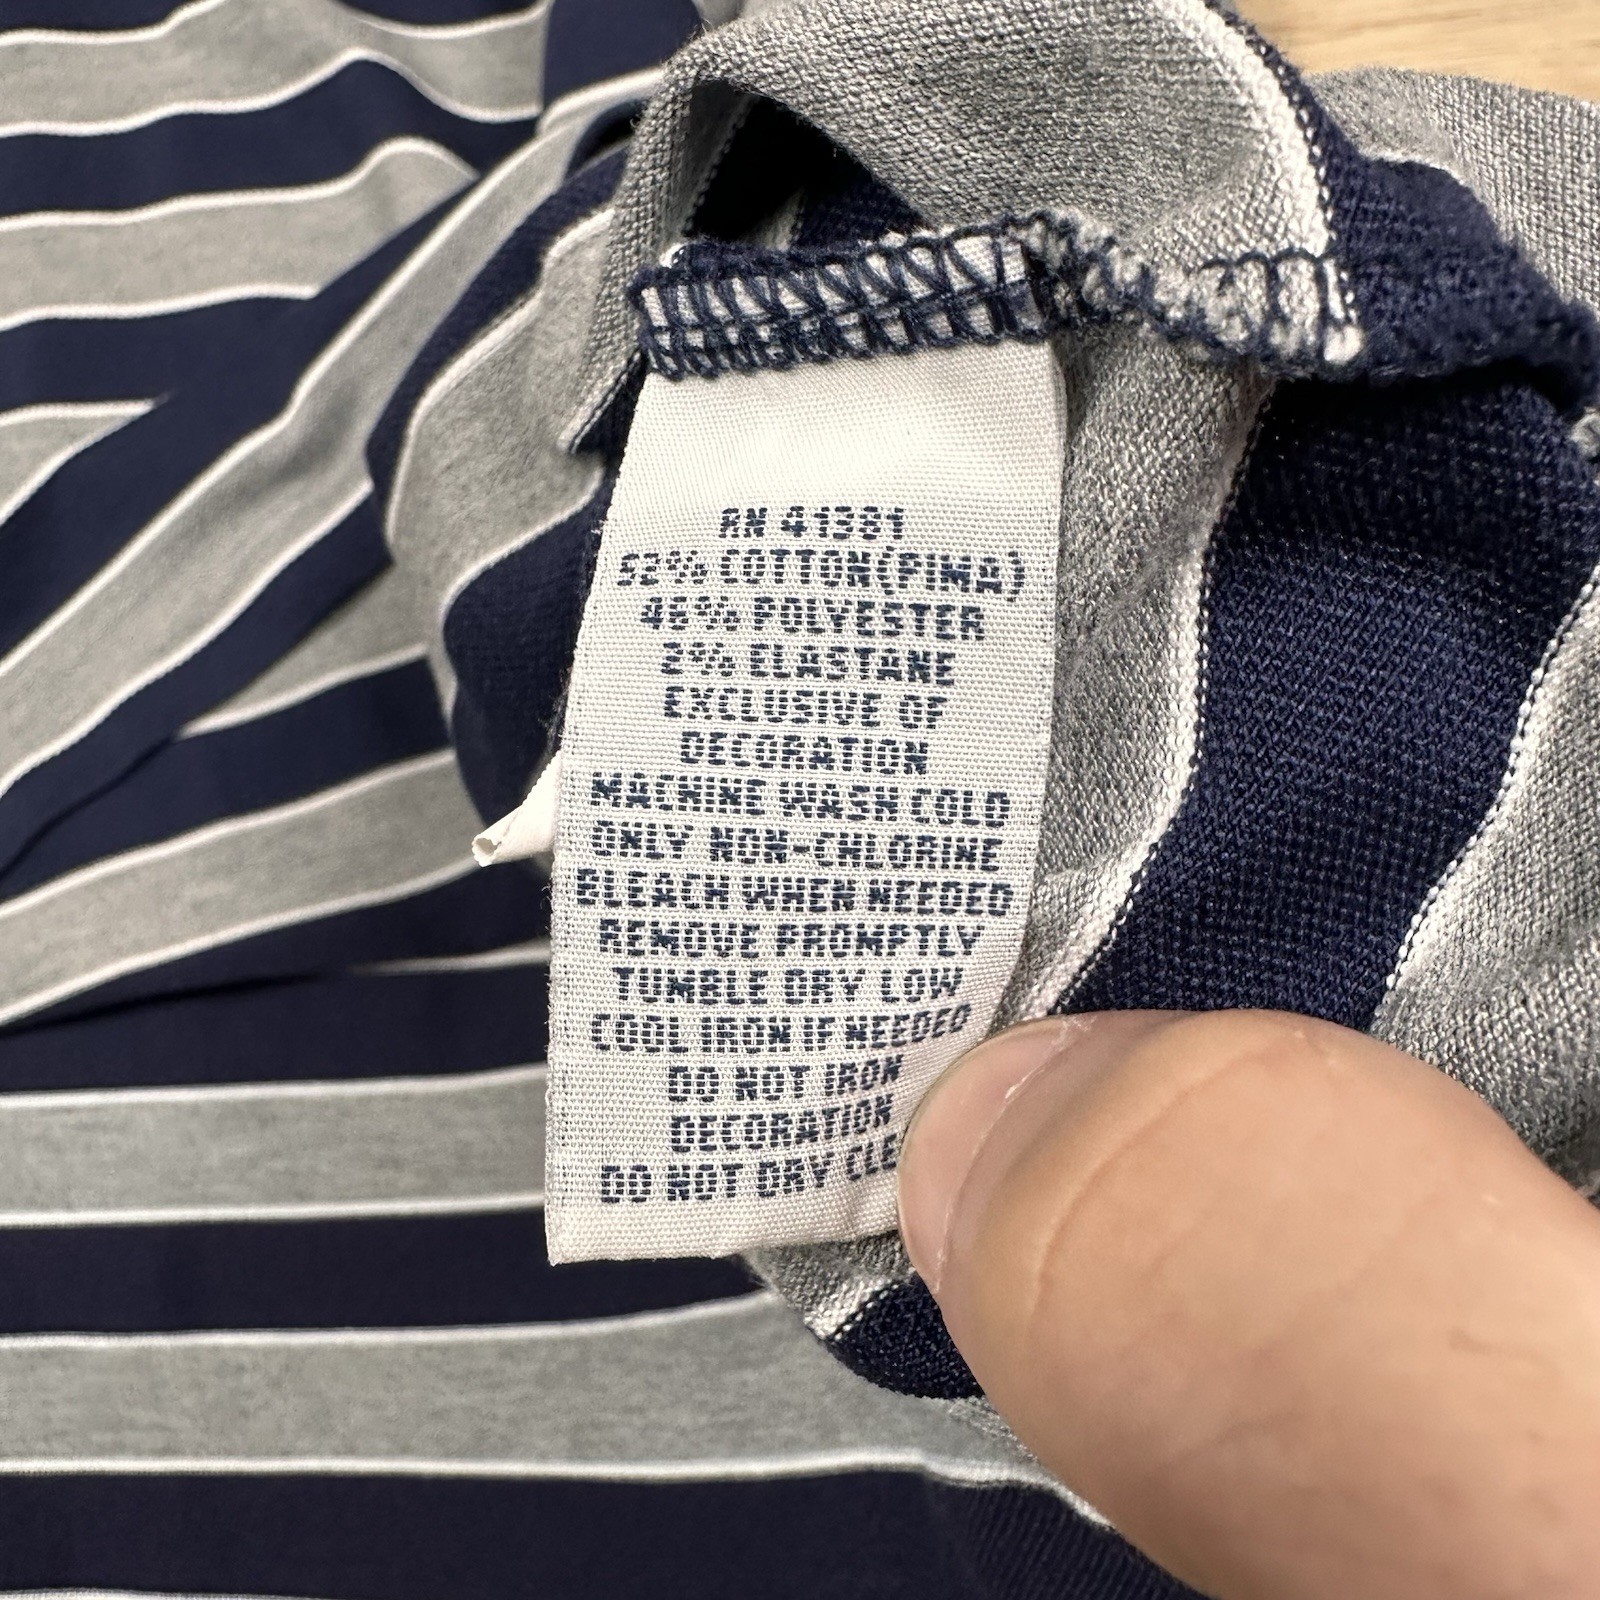 RN 41381
52% COTTON(PIMA)
46% POLYESTER
2% ELASTANE
EXCLUSIVE OF
DECORATION
MACHINE WASH COLD
ONLY NON-CHLORINE
BLEACH WHEN NEEDED
REMOVE PROMPTLY
TUMBLE DRY LOW
COOL IRON IF NEEDED
DO NOT IRON
DECORATION
DO NOT DRY CLE